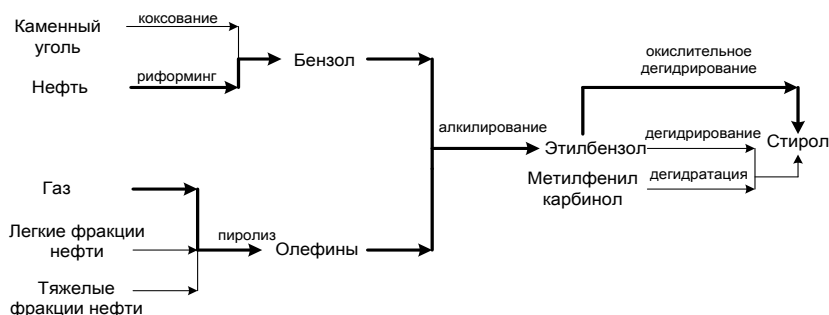 Каменный
уголь
коксование
Нефть
риформинг
Бензол
окислительное
дегидрирование
алкилирование
Этилбензол
дегидрирование
Стирол
Метилфенил
карбинол
дегидратация
Газ
Легкие фракции
нефти
пиролиз
Олефины
Тяжелые
фракции нефти